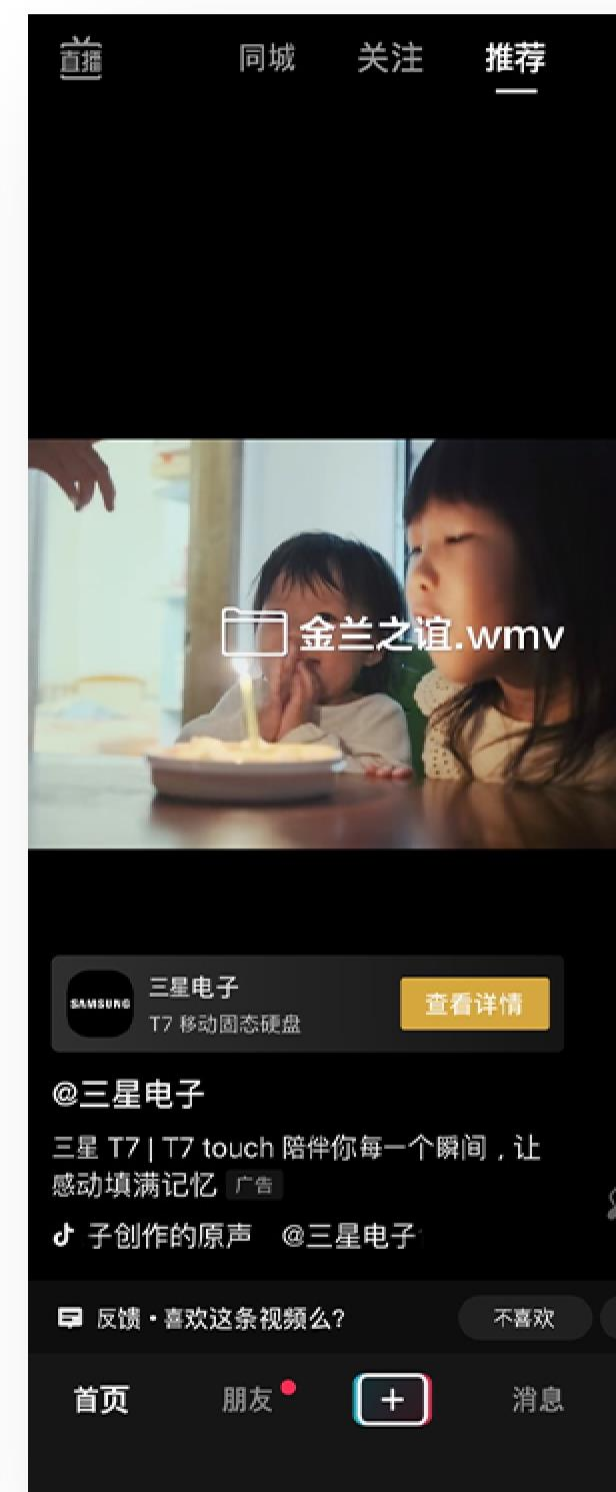 直播
同城 关注 推荐
金兰之谊.wmv
SAMSUNG
三星电子
T7 移动固态硬盘
查看详情
@三星电子
三星 T7 | T7 touch 陪伴你每一个瞬间，让
感动填满记忆 广告
子创作的原声 @三星电子
反馈·喜欢这条视频么？ 不喜欢
首页 朋友 消息